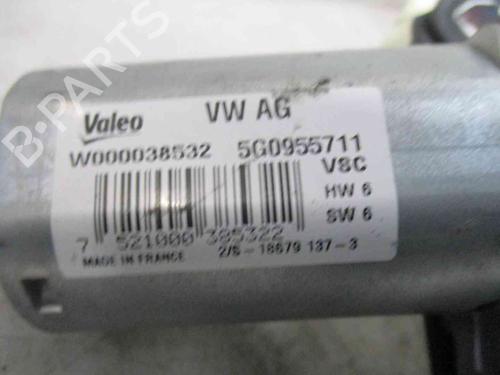 B-PARTS
Valeo VW AG
W000038532 5G0955711
VSC
HW 6
SW 6
7 521000 385322
MADE IN FRANCE 2/6 - 18679 137-3